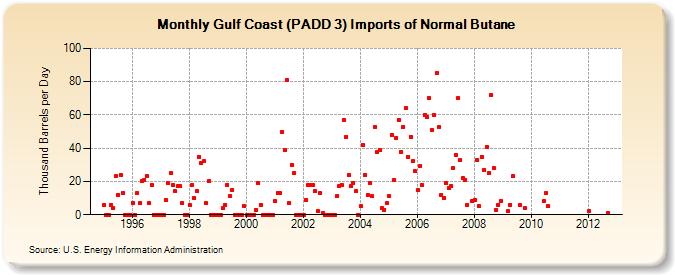 Monthly Gulf Coast (PADD 3) Imports of Normal Butane
Thousand Barrels per Day
100
80
60
40
20
0
1996 1998 2000 2002 2004 2006 2008 2010 2012
Source: U.S. Energy Information Administration